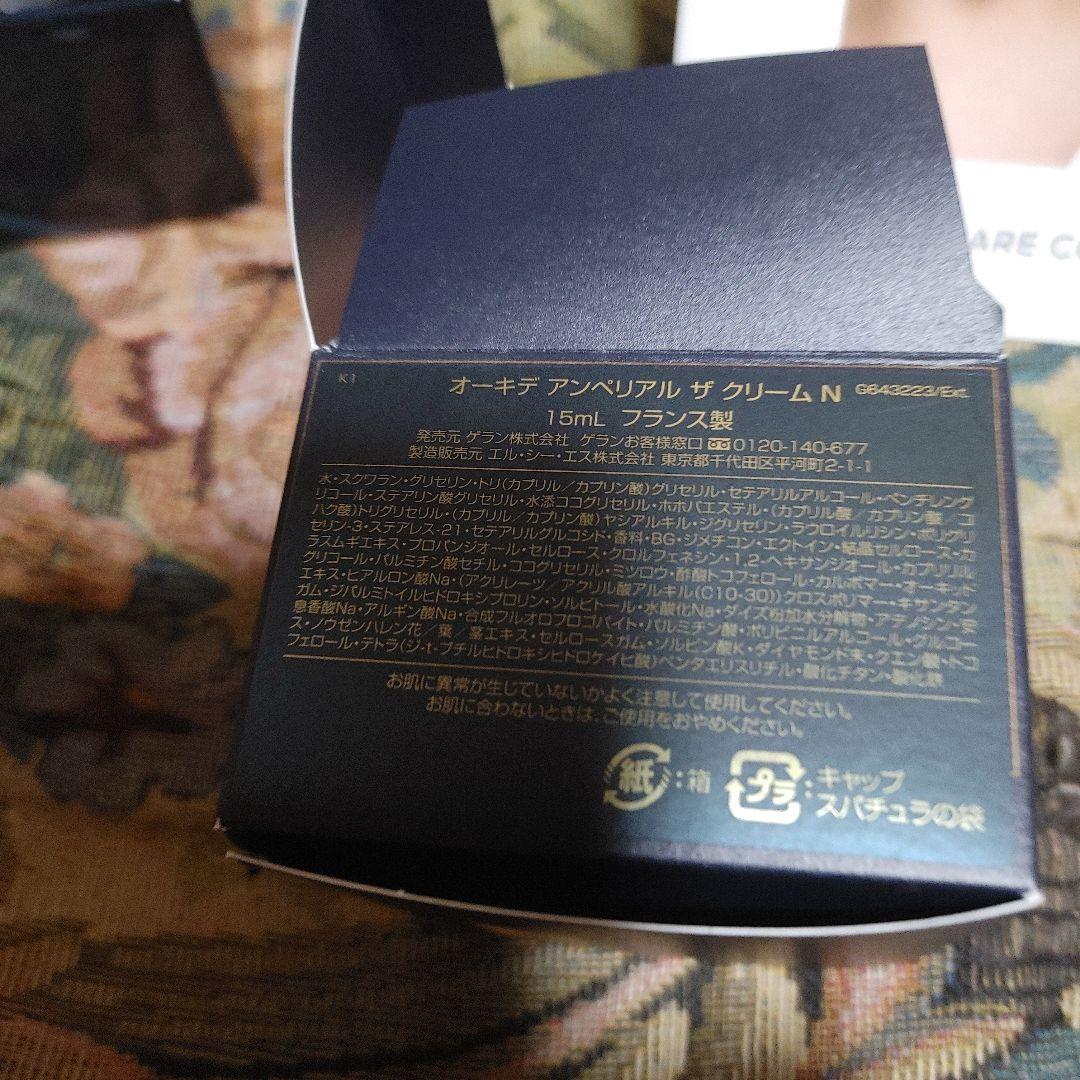 ARE CO
K1
オーキデ アンペリアル ザ クリーム N G643223/Ext.
15mL フランス製
発売元 ゲラン株式会社 ゲランお客様窓口 0120-140-677
製造販売元 エル・シー・エス株式会社 東京都千代田区平河町2-1-1
水・スクワラン・グリセリン・トリ(カプリル/カプリン酸)グリセリル・セテアリルアルコール・ペンチレング
リコール・ステアリン酸グリセリル・水添ココグリセリル・ホホバエステル・(カプリル酸/カプリン酸/コ
ハク酸)トリグリセリル・(カプリル/カプリン酸)ヤシアルキル・ジグリセリン・ラウロイルリシン・ポリグリ
セリン-3・ステアレス-21・セテアリルグルコシド・香料・BG・ジメチコン・エクトイン・結晶セルロース・カ
ラスムギエキス・プロパンジオール・セルロース・クロルフェネシン・1,2-ヘキサンジオール・カプリリル
グリコール・パルミチン酸セチル・ココグリセリル・ミツロウ・酢酸トコフェロール・カルボマー・オーキット
エキス・ヒアルロン酸Na・(アクリレーツ/アクリル酸アルキル(C10-30))クロスポリマー・キサンタン
ガム・ジパルミトイルヒドロキシプロリン・ソルビトール・水酸化Na・ダイズ粉加水分解物・アデノシン・安
息香酸Na・アルギン酸Na・合成フルオロフロゴパイト・パルミチン酸・ポリビニルアルコール・グルコー
ス・ノウゼンハレン花/葉/茎エキス・セルロースガム・ソルビン酸K・ダイヤモンド末・クエン酸・トコ
フェロール・テトラ(ジ-t-ブチルヒドロキシヒドロケイヒ酸)ペンタエリスリチル・酸化チタン・酸化鉄
お肌に異常が生じていないかよく注意して使用してください。
お肌に合わないときは、ご使用をおやめください。
紙:箱 プラ:キャップ
スパチュラの袋